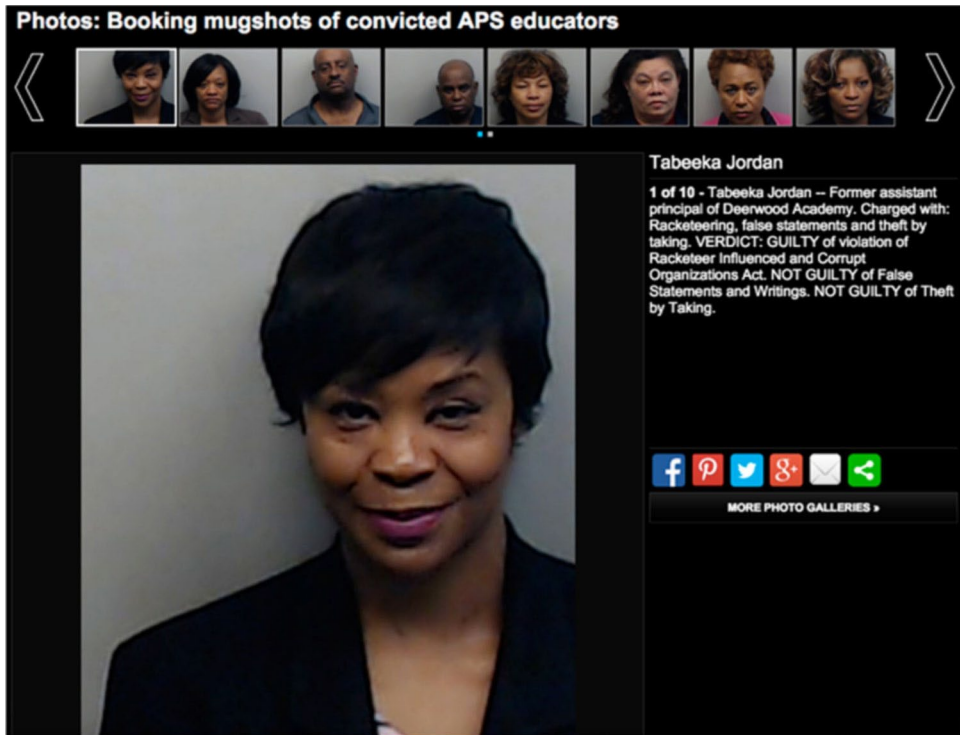 Photos: Booking mugshots of convicted APS educators
Tabeeka Jordan
1 of 10 - Tabeeka Jordan -- Former assistant
principal of Deerwood Academy. Charged with:
Racketeering, false statements and theft by
taking. VERDICT: GUILTY of violation of
Racketeer Influenced and Corrupt
Organizations Act. NOT GUILTY of False
Statements and Writings. NOT GUILTY of Theft
by Taking.
MORE PHOTO GALLERIES »